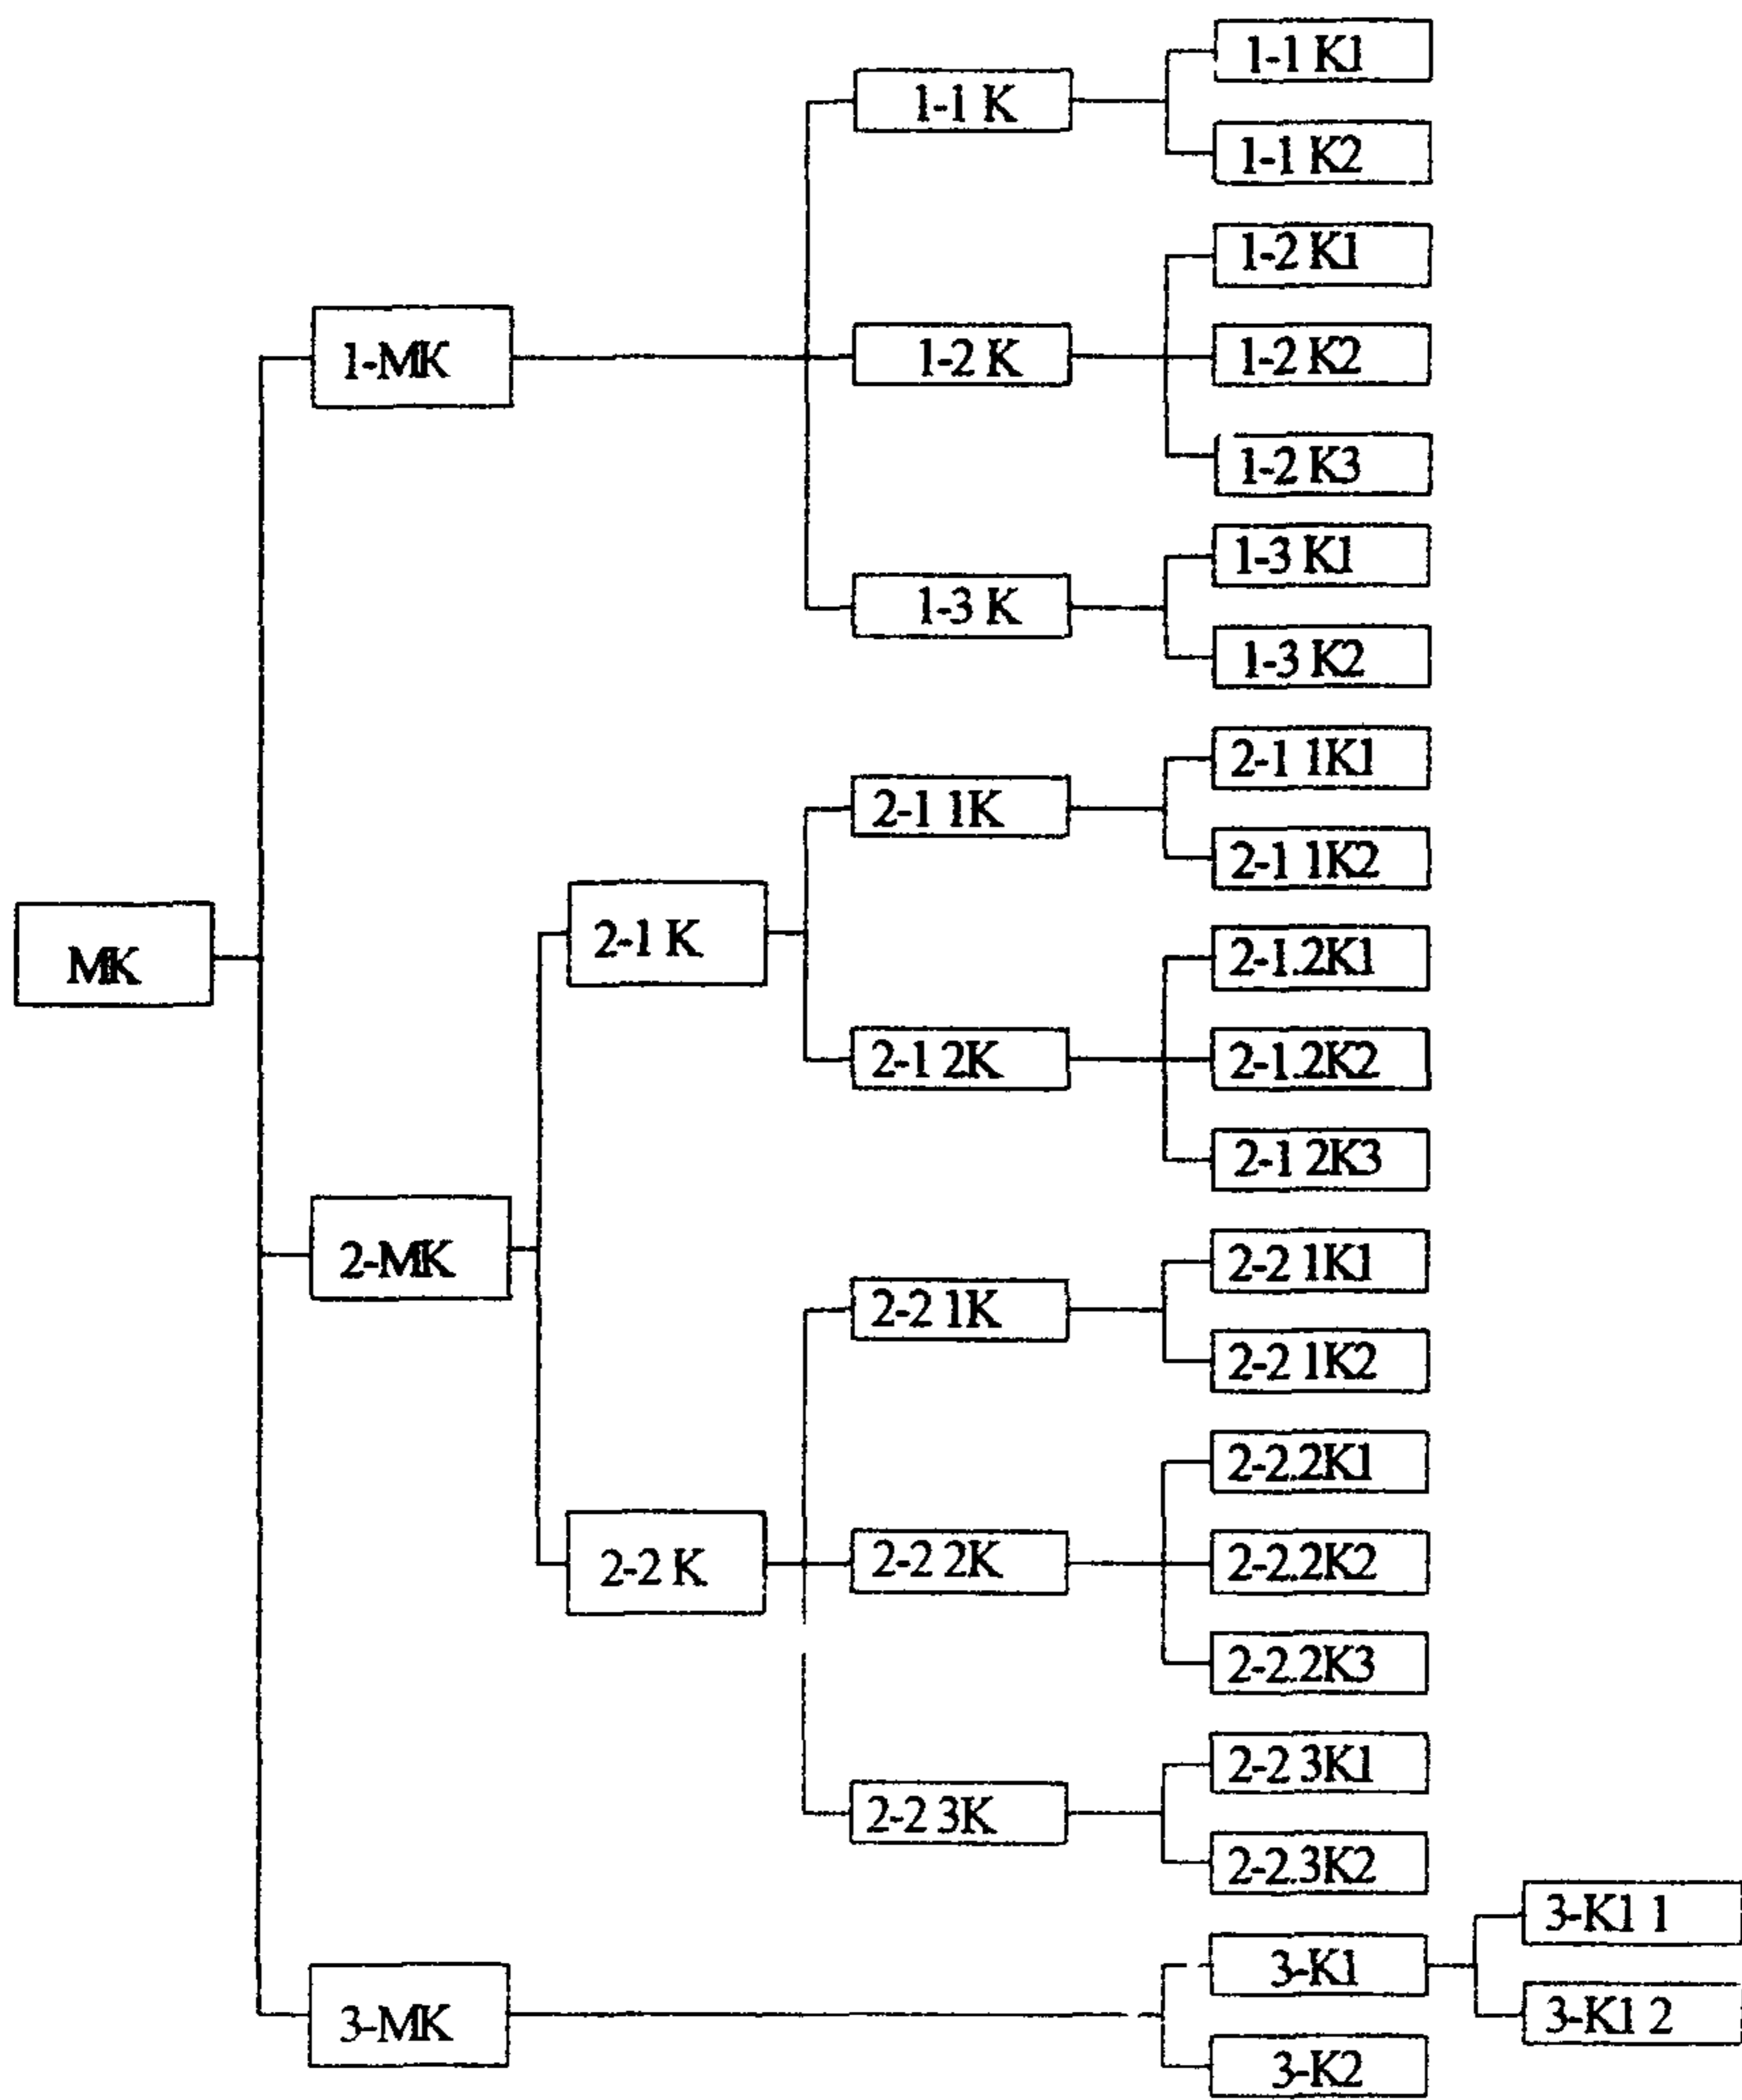 MK
1-MK
1-1 K
1-1 K1
1-1 K2
1-2 K
1-2 K1
1-2 K2
1-2 K3
1-3 K
1-3 K1
1-3 K2
2-MK
2-1 K
2-1 1K
2-1 1K1
2-1 1K2
2-1 2K
2-1.2K1
2-1.2K2
2-1 2K3
2-2 K
2-2 1K
2-2 1K1
2-2 1K2
2-2 2K
2-2.2K1
2-2.2K2
2-2.2K3
2-2 3K
2-2 3K1
2-2.3K2
3-MK
3-K1
3-K1 1
3-K1 2
3-K2